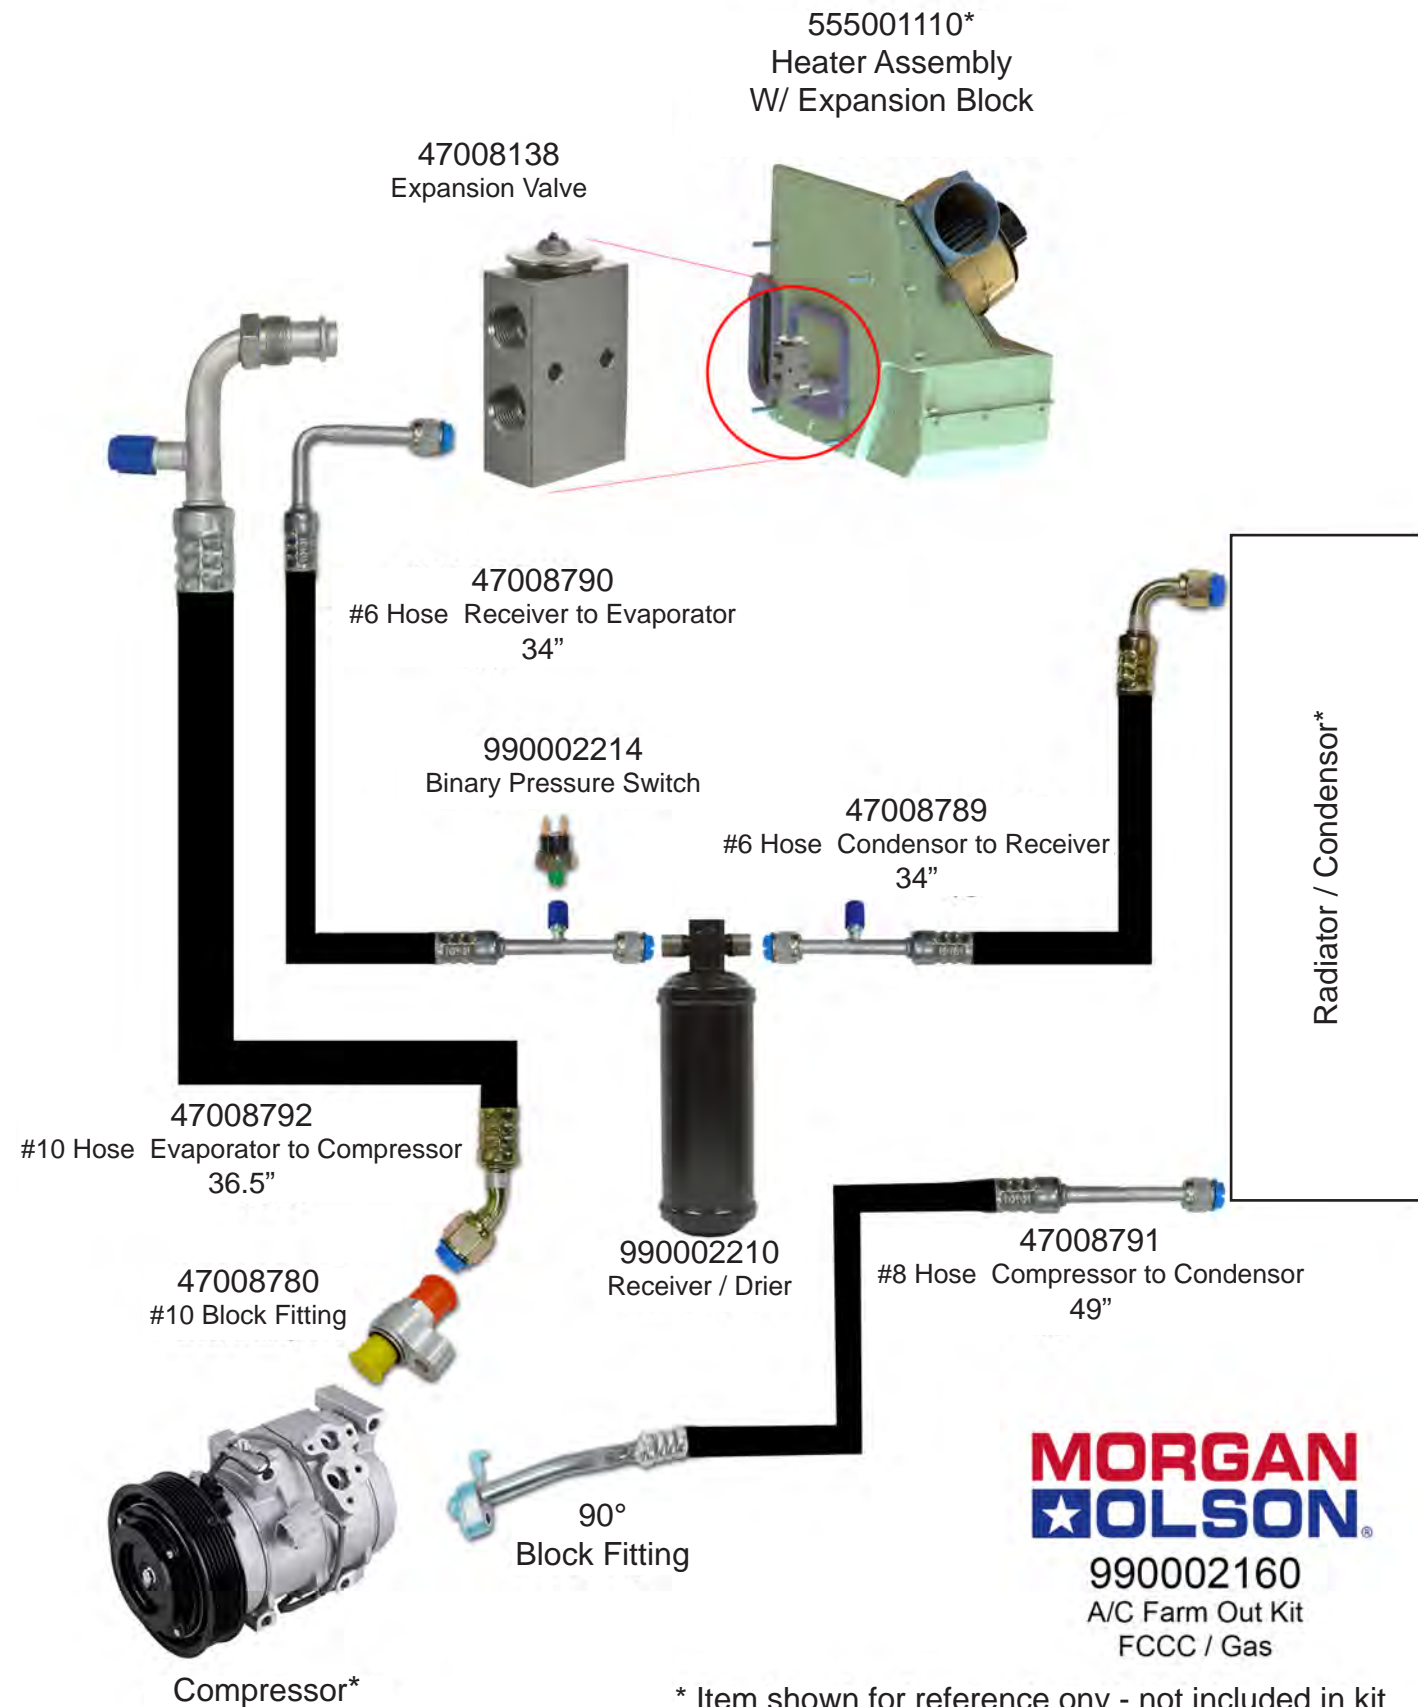 555001110*
Heater Assembly
W/ Expansion Block
47008138
Expansion Valve
47008790
#6 Hose  Receiver to Evaporator
34”
990002214
Binary Pressure Switch
47008789
#6 Hose  Condensor to Receiver
34”
Radiator / Condensor*
47008792
#10 Hose  Evaporator to Compressor
36.5”
990002210
Receiver / Drier
47008791
#8 Hose  Compressor to Condensor
49”
47008780
#10 Block Fitting
90°
Block Fitting
MORGAN
OLSON®
990002160
A/C Farm Out Kit
FCCC / Gas
Compressor*
* Item shown for reference ony - not included in kit